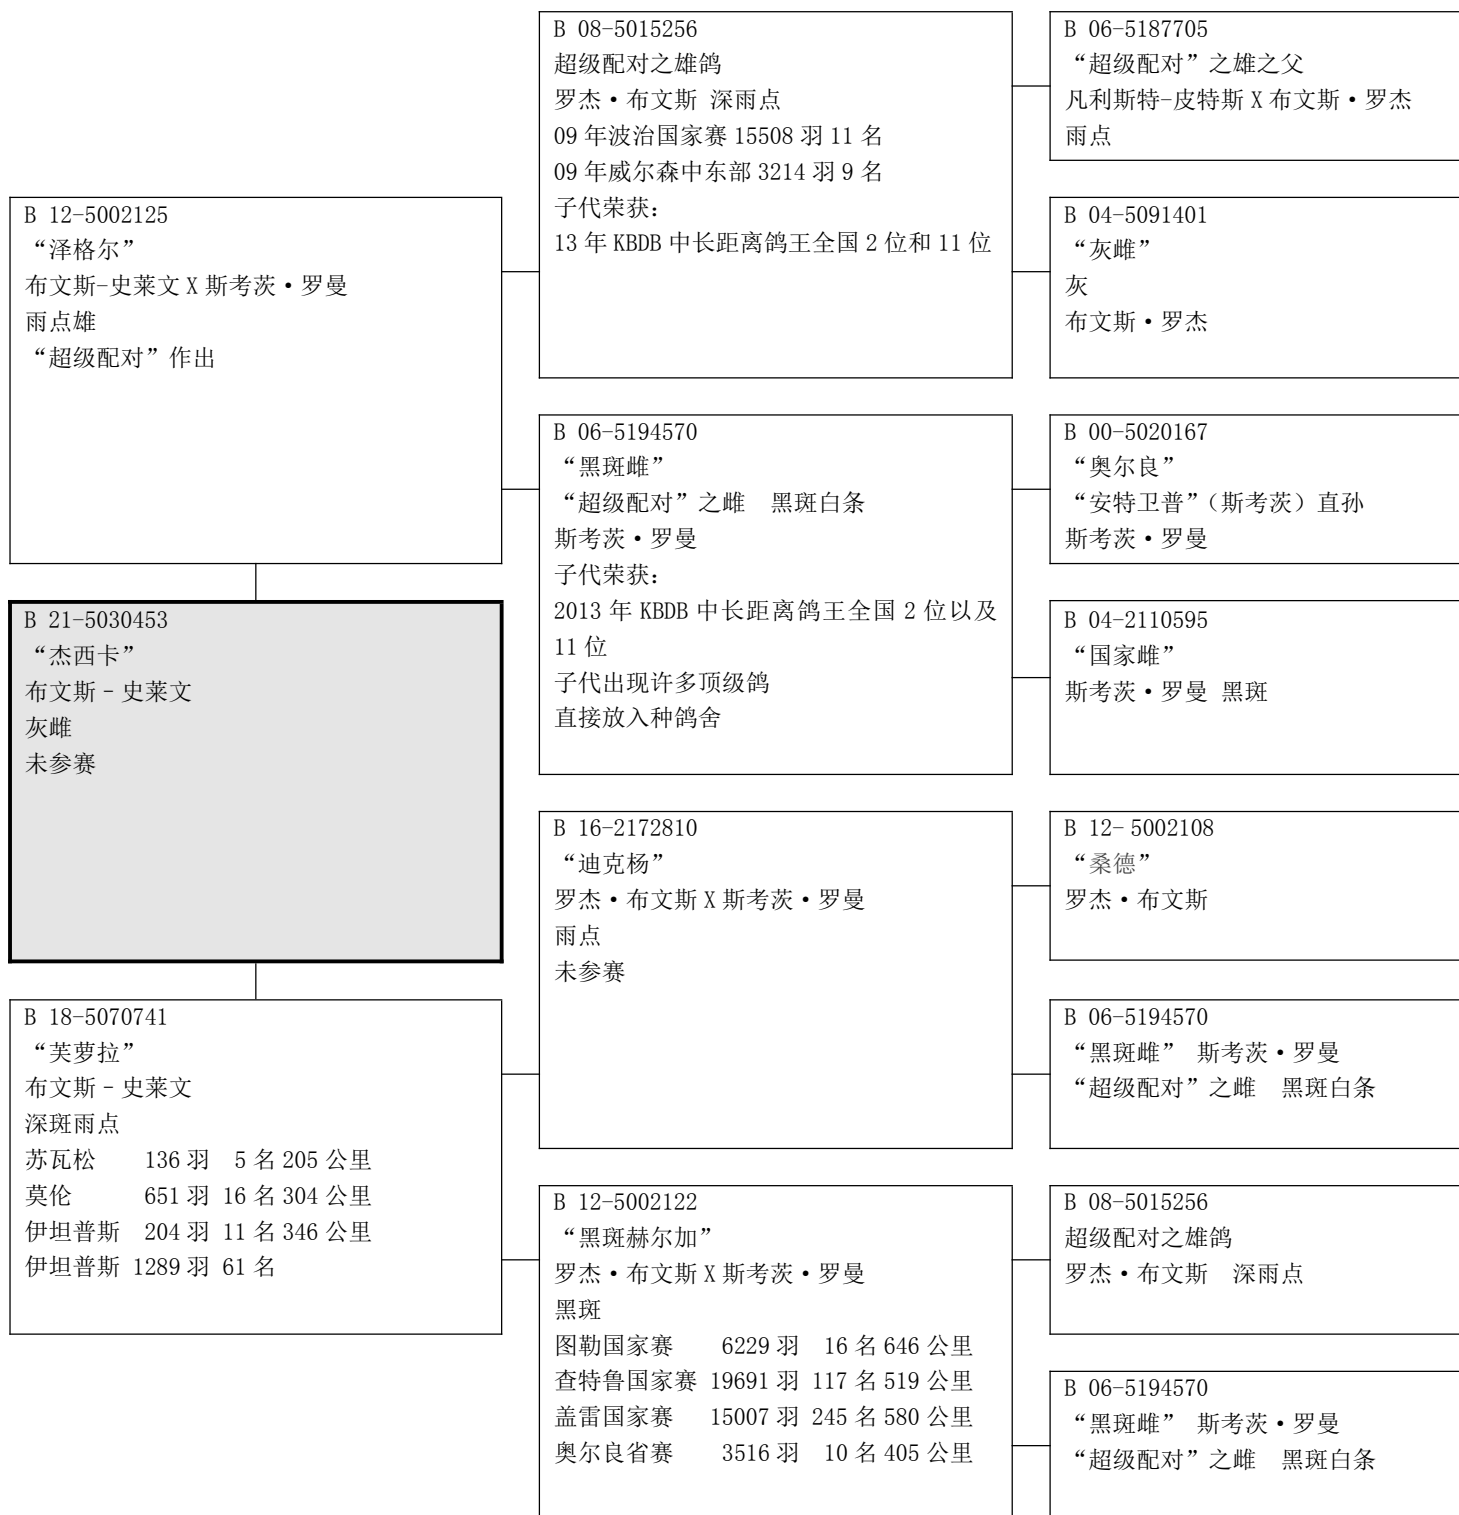 B 12-5002125
“泽格尔”
布文斯-史莱文 X 斯考茨·罗曼
雨点雄
“超级配对”作出
B 21-5030453
“杰西卡”
布文斯–史莱文
灰雌
未参赛
B 18-5070741
“芙萝拉”
布文斯–史莱文
深斑雨点
苏瓦松 136 羽 5 名 205 公里
莫伦 651 羽 16 名 304 公里
伊坦普斯 204 羽 11 名 346 公里
伊坦普斯 1289 羽 61 名
B 08-5015256
超级配对之雄鸽
罗杰·布文斯 深雨点
09 年波治国家赛 15508 羽 11 名
09 年威尔森中东部 3214 羽 9 名
子代荣获：
13 年 KBDB 中长距离鸽王全国 2 位和 11 位
B 06-5194570
“黑斑雌”
“超级配对”之雌 黑斑白条
斯考茨·罗曼
子代荣获：
2013 年 KBDB 中长距离鸽王全国 2 位以及
11 位
子代出现许多顶级鸽
直接放入种鸽舍
B 16-2172810
“迪克杨”
罗杰·布文斯 X 斯考茨·罗曼
雨点
未参赛
B 12-5002122
“黑斑赫尔加”
罗杰·布文斯 X 斯考茨·罗曼
黑斑
图勒国家赛 6229 羽 16 名 646 公里
查特鲁国家赛 19691 羽 117 名 519 公里
盖雷国家赛 15007 羽 245 名 580 公里
奥尔良省赛 3516 羽 10 名 405 公里
B 06-5187705
“超级配对”之雄之父
凡利斯特-皮特斯 X 布文斯·罗杰
雨点
B 04-5091401
“灰雌”
灰
布文斯·罗杰
B 00-5020167
“奥尔良”
“安特卫普”（斯考茨）直孙
斯考茨·罗曼
B 04-2110595
“国家雌”
斯考茨·罗曼 黑斑
B 12- 5002108
“桑德”
罗杰·布文斯
B 06-5194570
“黑斑雌” 斯考茨·罗曼
“超级配对”之雌 黑斑白条
B 08-5015256
超级配对之雄鸽
罗杰·布文斯 深雨点
B 06-5194570
“黑斑雌” 斯考茨·罗曼
“超级配对”之雌 黑斑白条